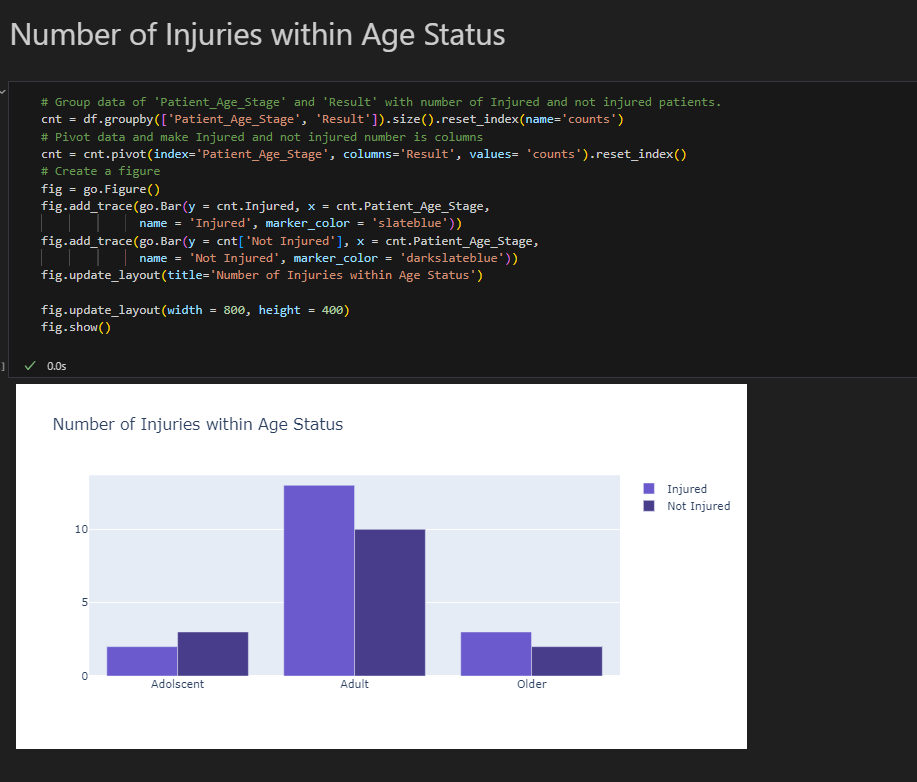 Number of Injuries within Age Status
# Group data of 'Patient_Age_Stage' and 'Result' with number of Injured and not injured patients.
cnt = df.groupby(['Patient_Age_Stage', 'Result']).size().reset_index(name='counts')
# Pivot data and make Injured and not injured number is columns
cnt = cnt.pivot(index='Patient_Age_Stage', columns='Result', values= 'counts').reset_index()
# Create a figure
fig = go.Figure()
fig.add_trace(go.Bar(y = cnt.Injured, x = cnt.Patient_Age_Stage,
name = 'Injured', marker_color = 'slateblue'))
fig.add_trace(go.Bar(y = cnt['Not Injured'], x = cnt.Patient_Age_Stage,
name = 'Not Injured', marker_color = 'darkslateblue'))
fig.update_layout(title='Number of Injuries within Age Status')
fig.update_layout(width = 800, height = 400)
fig.show()
]
0.0s
Number of Injuries within Age Status
Injured
Not Injured
10
5
0
Adolscent
Adult
Older